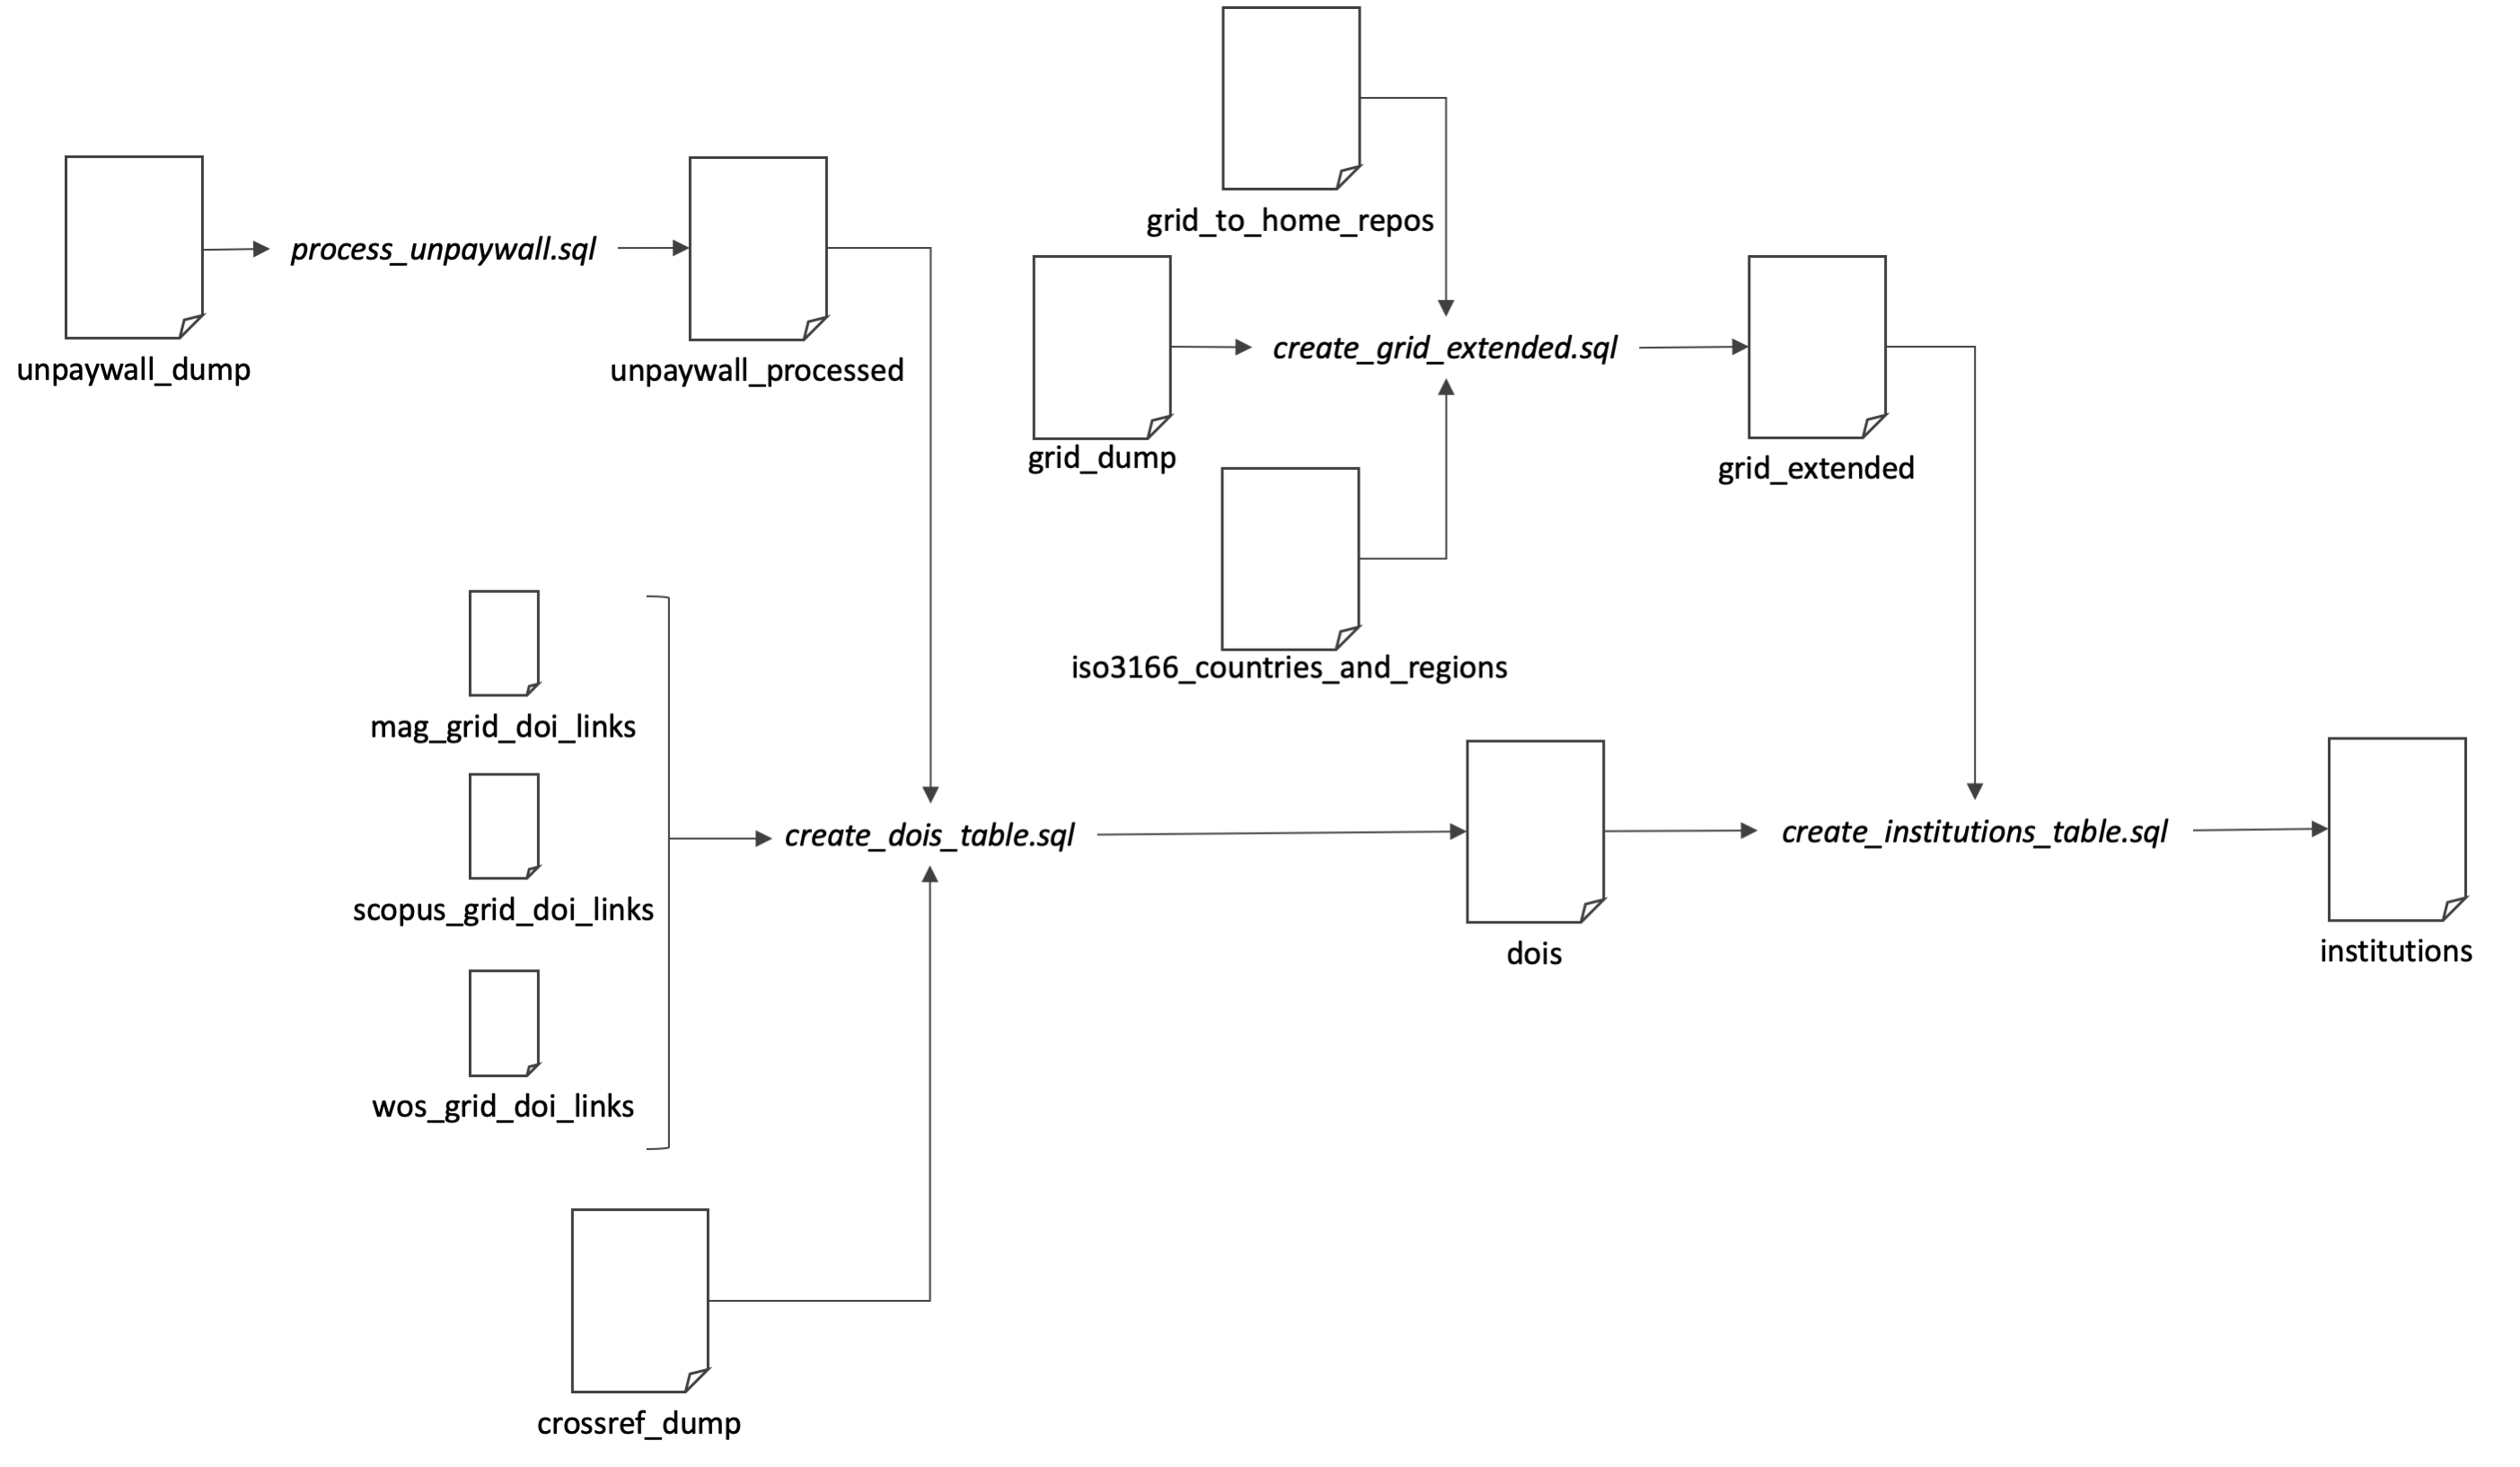 grid_to_home_repos
process_unpaywall.sql
unpaywall_dump
unpaywall_processed
create_grid_extended.sql
grid_dump
grid_extended
iso3166_countries_and_regions
mag_grid_doi_links
scopus_grid_doi_links
wos_grid_doi_links
create_dois_table.sql
dois
create_institutions_table.sql
institutions
crossref_dump